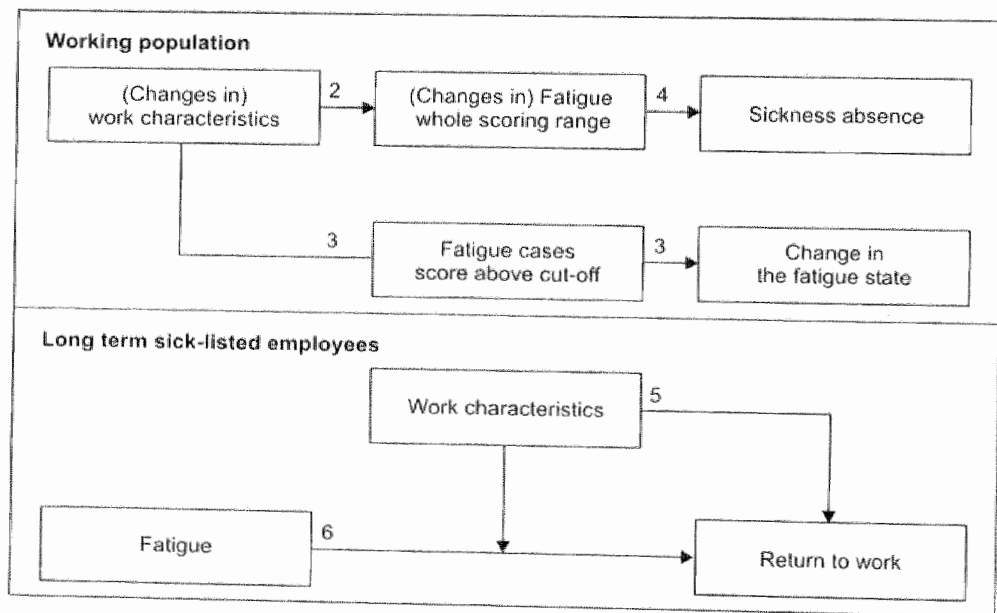 Working population
(Changes in)
work characteristics
2
(Changes in) Fatigue
whole scoring range
4
Sickness absence
3
Fatigue cases
score above cut-off
3
Change in
the fatigue state
Long term sick-listed employees
Work characteristics
5
Fatigue
6
Return to work